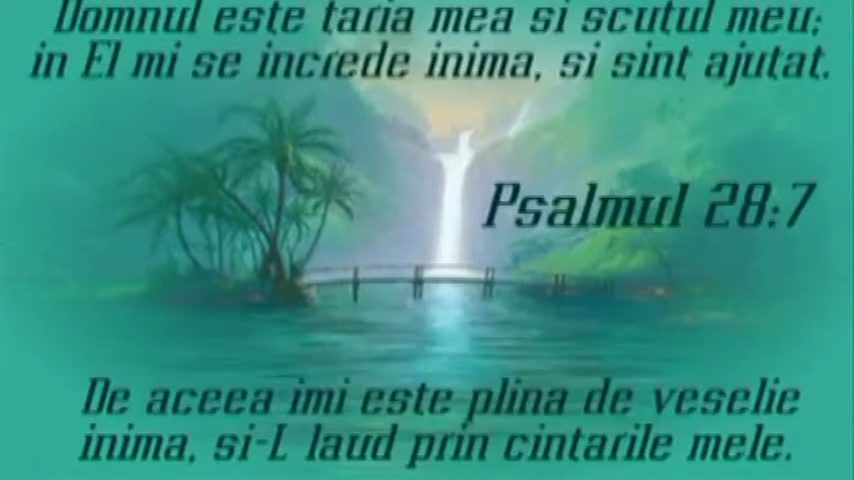 Domnul este taria mea si scutul meu;
in El mi se increde inima, si sint ajutat.
Psalmul 28:7
De aceea imi este plina de veselie
inima, si-L laud prin cintarile mele.